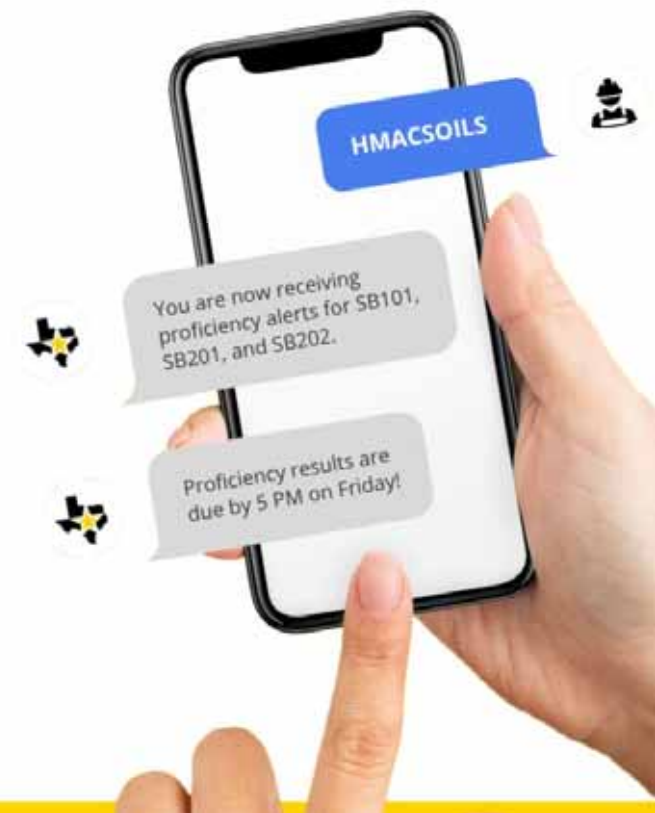 HMACSOILS
You are now receiving
proficiency alerts for SB101,
SB201, and SB202.
Proficiency results are
due by 5 PM on Friday!